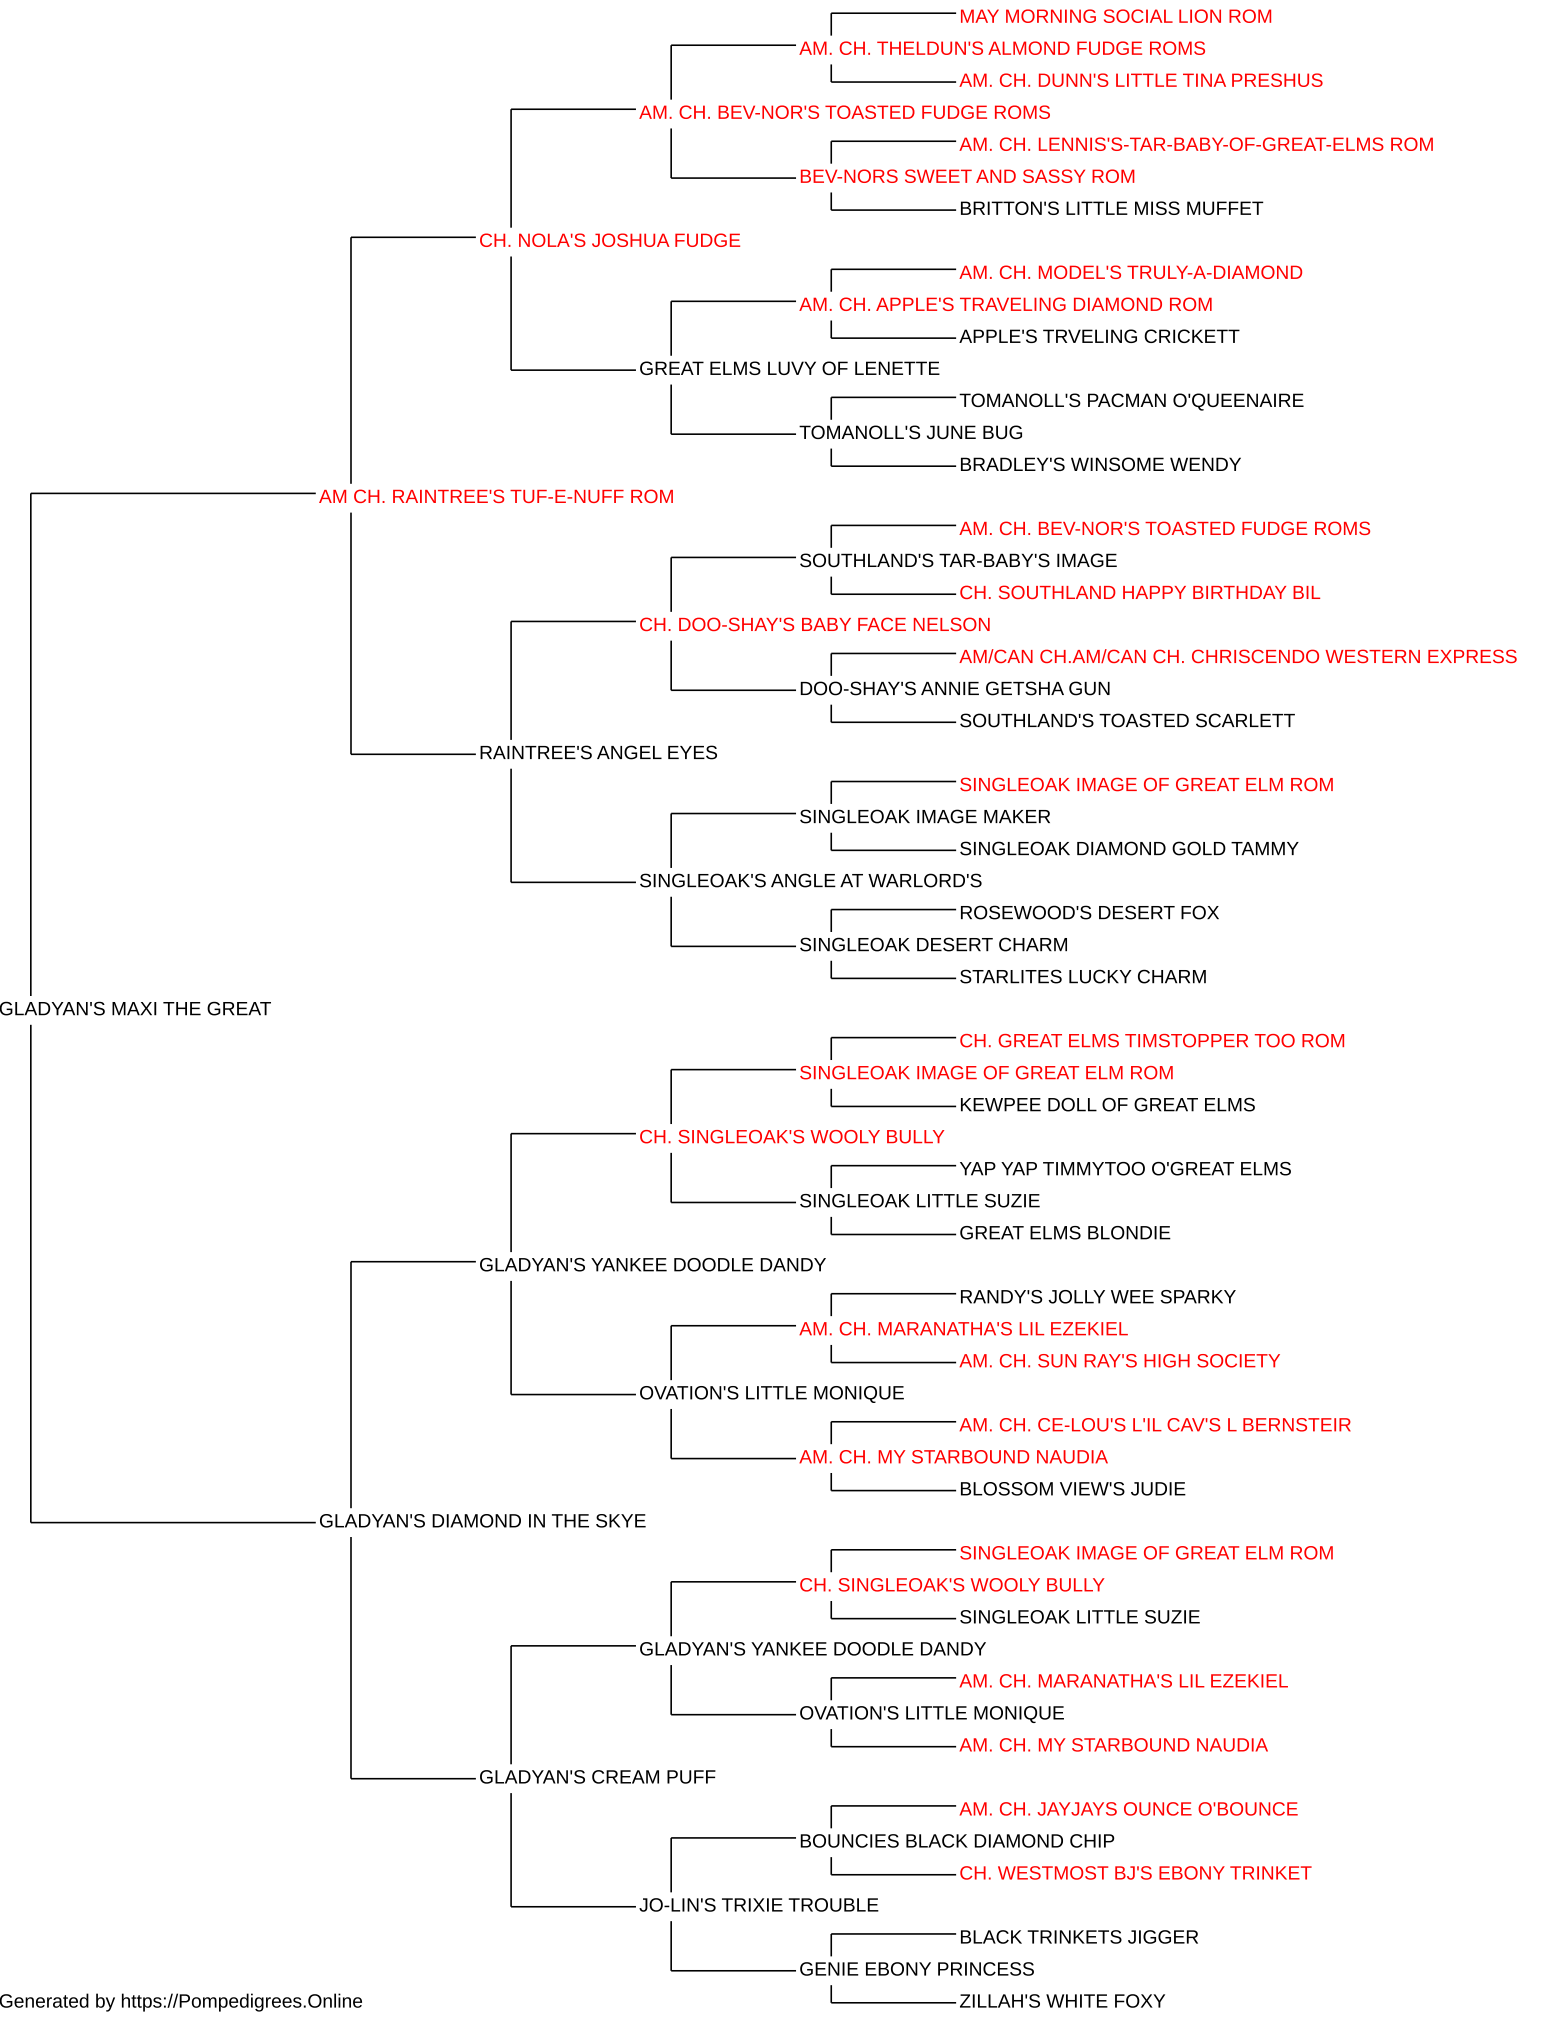 MAY MORNING SOCIAL LION ROM
AM. CH. THELDUN'S ALMOND FUDGE ROMS
AM. CH. DUNN'S LITTLE TINA PRESHUS
AM. CH. BEV-NOR'S TOASTED FUDGE ROMS
AM. CH. LENNIS'S-TAR-BABY-OF-GREAT-ELMS ROM
BEV-NORS SWEET AND SASSY ROM
BRITTON'S LITTLE MISS MUFFET
CH. NOLA'S JOSHUA FUDGE
AM. CH. MODEL'S TRULY-A-DIAMOND
AM. CH. APPLE'S TRAVELING DIAMOND ROM
APPLE'S TRVELING CRICKETT
GREAT ELMS LUVY OF LENETTE
TOMANOLL'S PACMAN O'QUEENAIRE
TOMANOLL'S JUNE BUG
BRADLEY'S WINSOME WENDY
AM CH. RAINTREE'S TUF-E-NUFF ROM
AM. CH. BEV-NOR'S TOASTED FUDGE ROMS
SOUTHLAND'S TAR-BABY'S IMAGE
CH. SOUTHLAND HAPPY BIRTHDAY BIL
CH. DOO-SHAY'S BABY FACE NELSON
AM/CAN CH.AM/CAN CH. CHRISCENDO WESTERN EXPRESS
DOO-SHAY'S ANNIE GETSHA GUN
SOUTHLAND'S TOASTED SCARLETT
RAINTREE'S ANGEL EYES
SINGLEOAK IMAGE OF GREAT ELM ROM
SINGLEOAK IMAGE MAKER
SINGLEOAK DIAMOND GOLD TAMMY
SINGLEOAK'S ANGLE AT WARLORD'S
ROSEWOOD'S DESERT FOX
SINGLEOAK DESERT CHARM
STARLITES LUCKY CHARM
GLADYAN'S MAXI THE GREAT
CH. GREAT ELMS TIMSTOPPER TOO ROM
SINGLEOAK IMAGE OF GREAT ELM ROM
KEWPEE DOLL OF GREAT ELMS
CH. SINGLEOAK'S WOOLY BULLY
YAP YAP TIMMYTOO O'GREAT ELMS
SINGLEOAK LITTLE SUZIE
GREAT ELMS BLONDIE
GLADYAN'S YANKEE DOODLE DANDY
RANDY'S JOLLY WEE SPARKY
AM. CH. MARANATHA'S LIL EZEKIEL
AM. CH. SUN RAY'S HIGH SOCIETY
OVATION'S LITTLE MONIQUE
AM. CH. CE-LOU'S L'IL CAV'S L BERNSTEIR
AM. CH. MY STARBOUND NAUDIA
BLOSSOM VIEW'S JUDIE
GLADYAN'S DIAMOND IN THE SKYE
SINGLEOAK IMAGE OF GREAT ELM ROM
CH. SINGLEOAK'S WOOLY BULLY
SINGLEOAK LITTLE SUZIE
GLADYAN'S YANKEE DOODLE DANDY
AM. CH. MARANATHA'S LIL EZEKIEL
OVATION'S LITTLE MONIQUE
AM. CH. MY STARBOUND NAUDIA
GLADYAN'S CREAM PUFF
AM. CH. JAYJAYS OUNCE O'BOUNCE
BOUNCIES BLACK DIAMOND CHIP
CH. WESTMOST BJ'S EBONY TRINKET
JO-LIN'S TRIXIE TROUBLE
BLACK TRINKETS JIGGER
GENIE EBONY PRINCESS
ZILLAH'S WHITE FOXY
Generated by https://Pompedigrees.Online